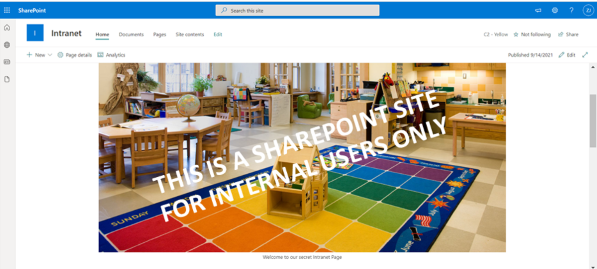 SharePoint
Search this site
?
ZJ
I
Intranet
Home Documents Pages Site contents Edit
Not following Share
+ New Page details Analytics
Published 9/14/2021 Edit
THIS IS A SHAREPOINT SITE
FOR INTERNAL USERS ONLY
SUNDAY
June
Welcome to our secret Intranet Page